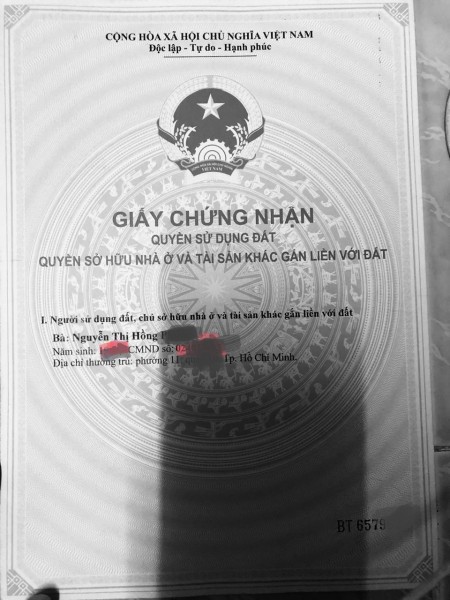 CỘNG HÒA XÃ HỘI CHỦ NGHĨA VIỆT NAM
Độc lập - Tự do - Hạnh phúc
VIỆT NAM
GIẤY CHỨNG NHẬN
QUYỀN SỬ DỤNG ĐẤT
QUYỀN SỞ HỮU NHÀ Ở VÀ TÀI SẢN KHÁC GẮN LIỀN VỚI ĐẤT
I. Người sử dụng đất, chủ sở hữu nhà ở và tài sản khác gắn liền với đất
Bà: Nguyễn Thị Hồng
Năm sinh: CMND số:
Địa chỉ thường trú: phường 11, Tp. Hồ Chí Minh.
BT 6579